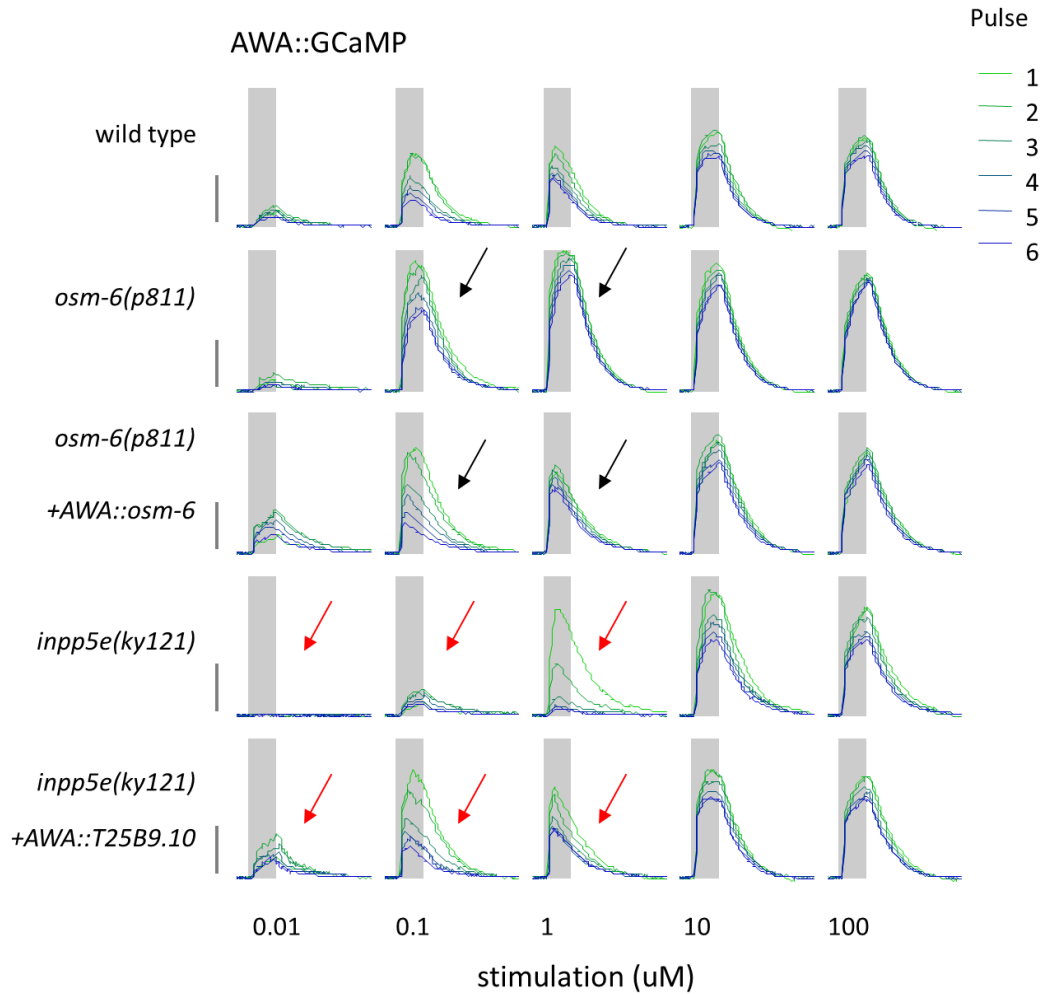 Pulse
AWA::GCaMP
1
2
3
4
5
6
wild type
osm-6(p811)
osm-6(p811)
+AWA::osm-6
inpp5e(ky121)
inpp5e(ky121)
+AWA::T25B9.10
0.01 0.1 1 10 100
stimulation (uM)